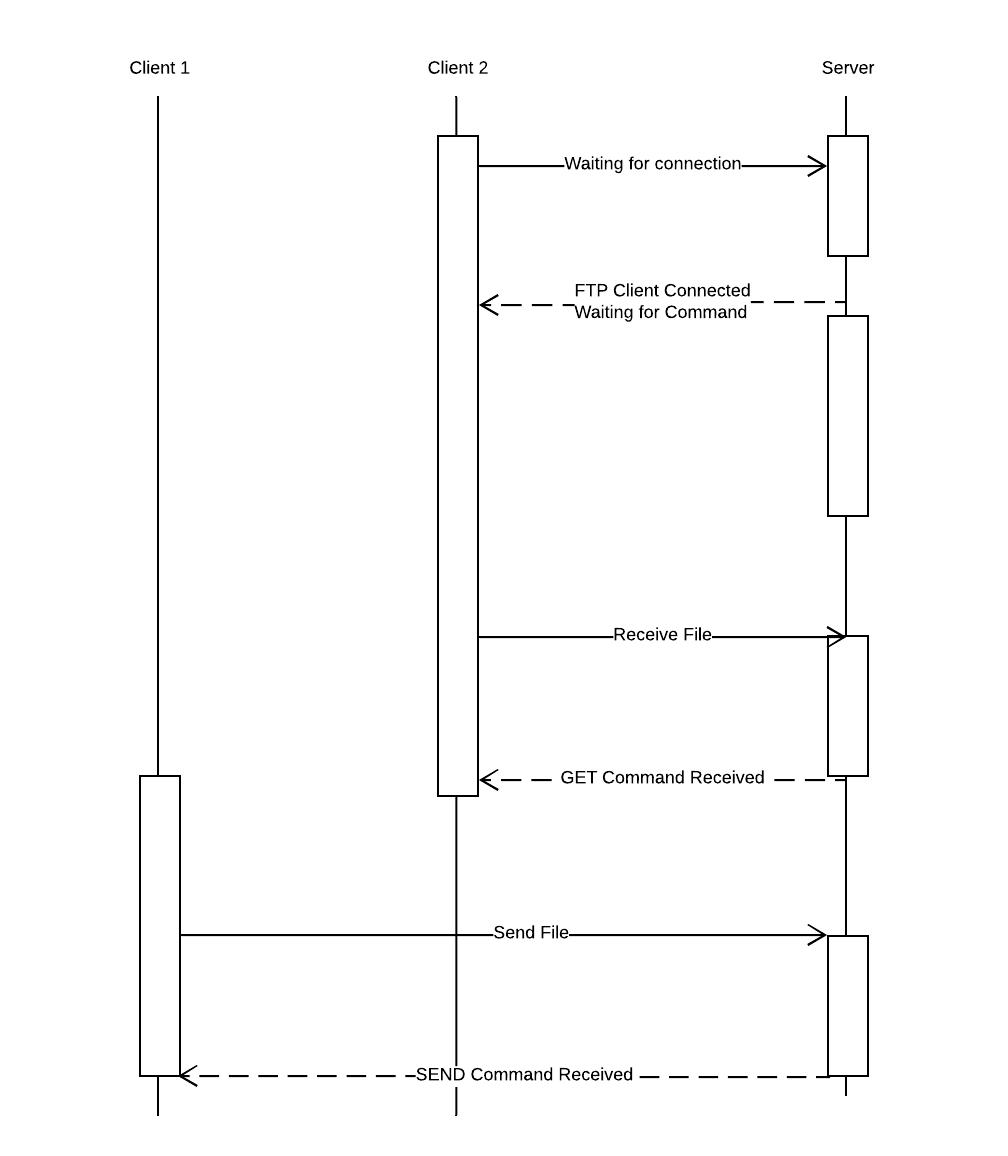 Client 1
Client 2
Server
Waiting for connection
FTP Client Connected
Waiting for Command
Receive File
GET Command Received
Send File
SEND Command Received